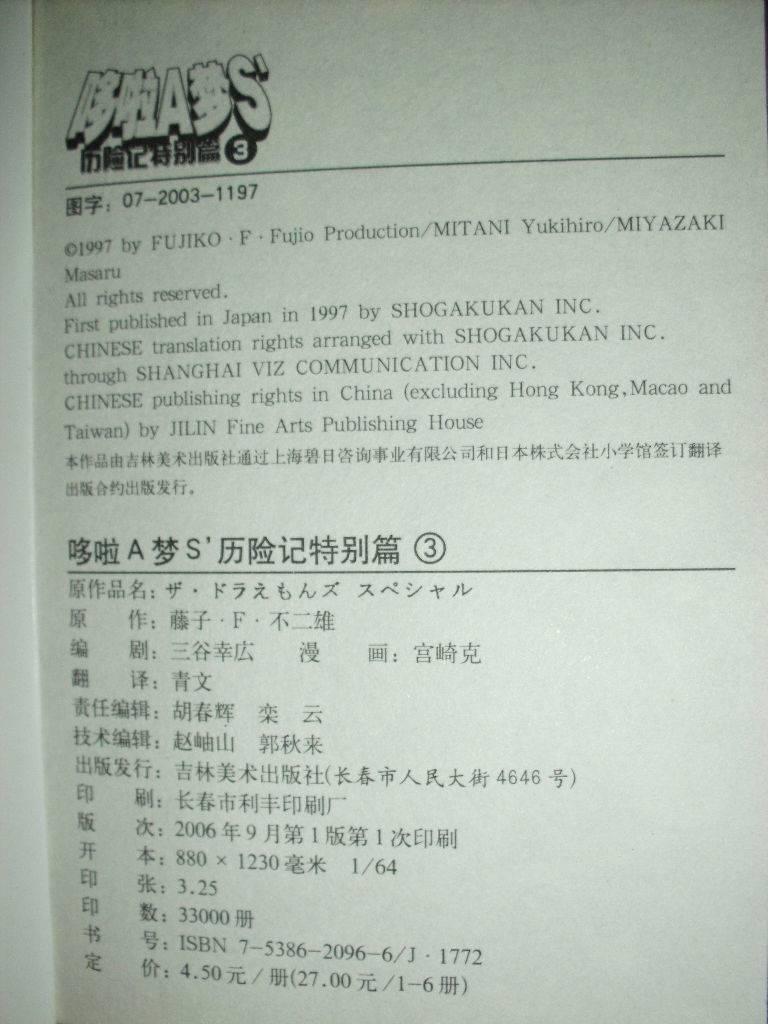 哆啦A梦S'
历险记特别篇 3
图字：07—2003—1197
©1997 by FUJIKO · F · Fujio Production/MITANI Yukihiro/MIYAZAKI
Masaru
All rights reserved.
First published in Japan in 1997 by SHOGAKUKAN INC.
CHINESE translation rights arranged with SHOGAKUKAN INC.
through SHANGHAI VIZ COMMUNICATION INC.
CHINESE publishing rights in China (excluding Hong Kong,Macao and
Taiwan) by JILIN Fine Arts Publishing House
本作品由吉林美术出版社通过上海碧日咨询事业有限公司和日本株式会社小学馆签订翻译
出版合约出版发行。
哆啦A梦S'历险记特别篇 ③
原作品名：ザ・ドラえもんズ スペシャル
原 作：藤子·F·不二雄
编 剧：三谷幸広 漫 画：宫崎克
翻 译：青文
责任编辑：胡春辉 栾 云
技术编辑：赵岫山 郭秋来
出版发行：吉林美术出版社(长春市人民大街4646号)
印 刷：长春市利丰印刷厂
版 次：2006年9月第1版第1次印刷
开 本：880×1230毫米 1/64
印 张：3.25
印 数：33000册
书 号：ISBN 7—5386—2096—6/J·1772
定 价：4.50元/册(27.00元/1—6册)